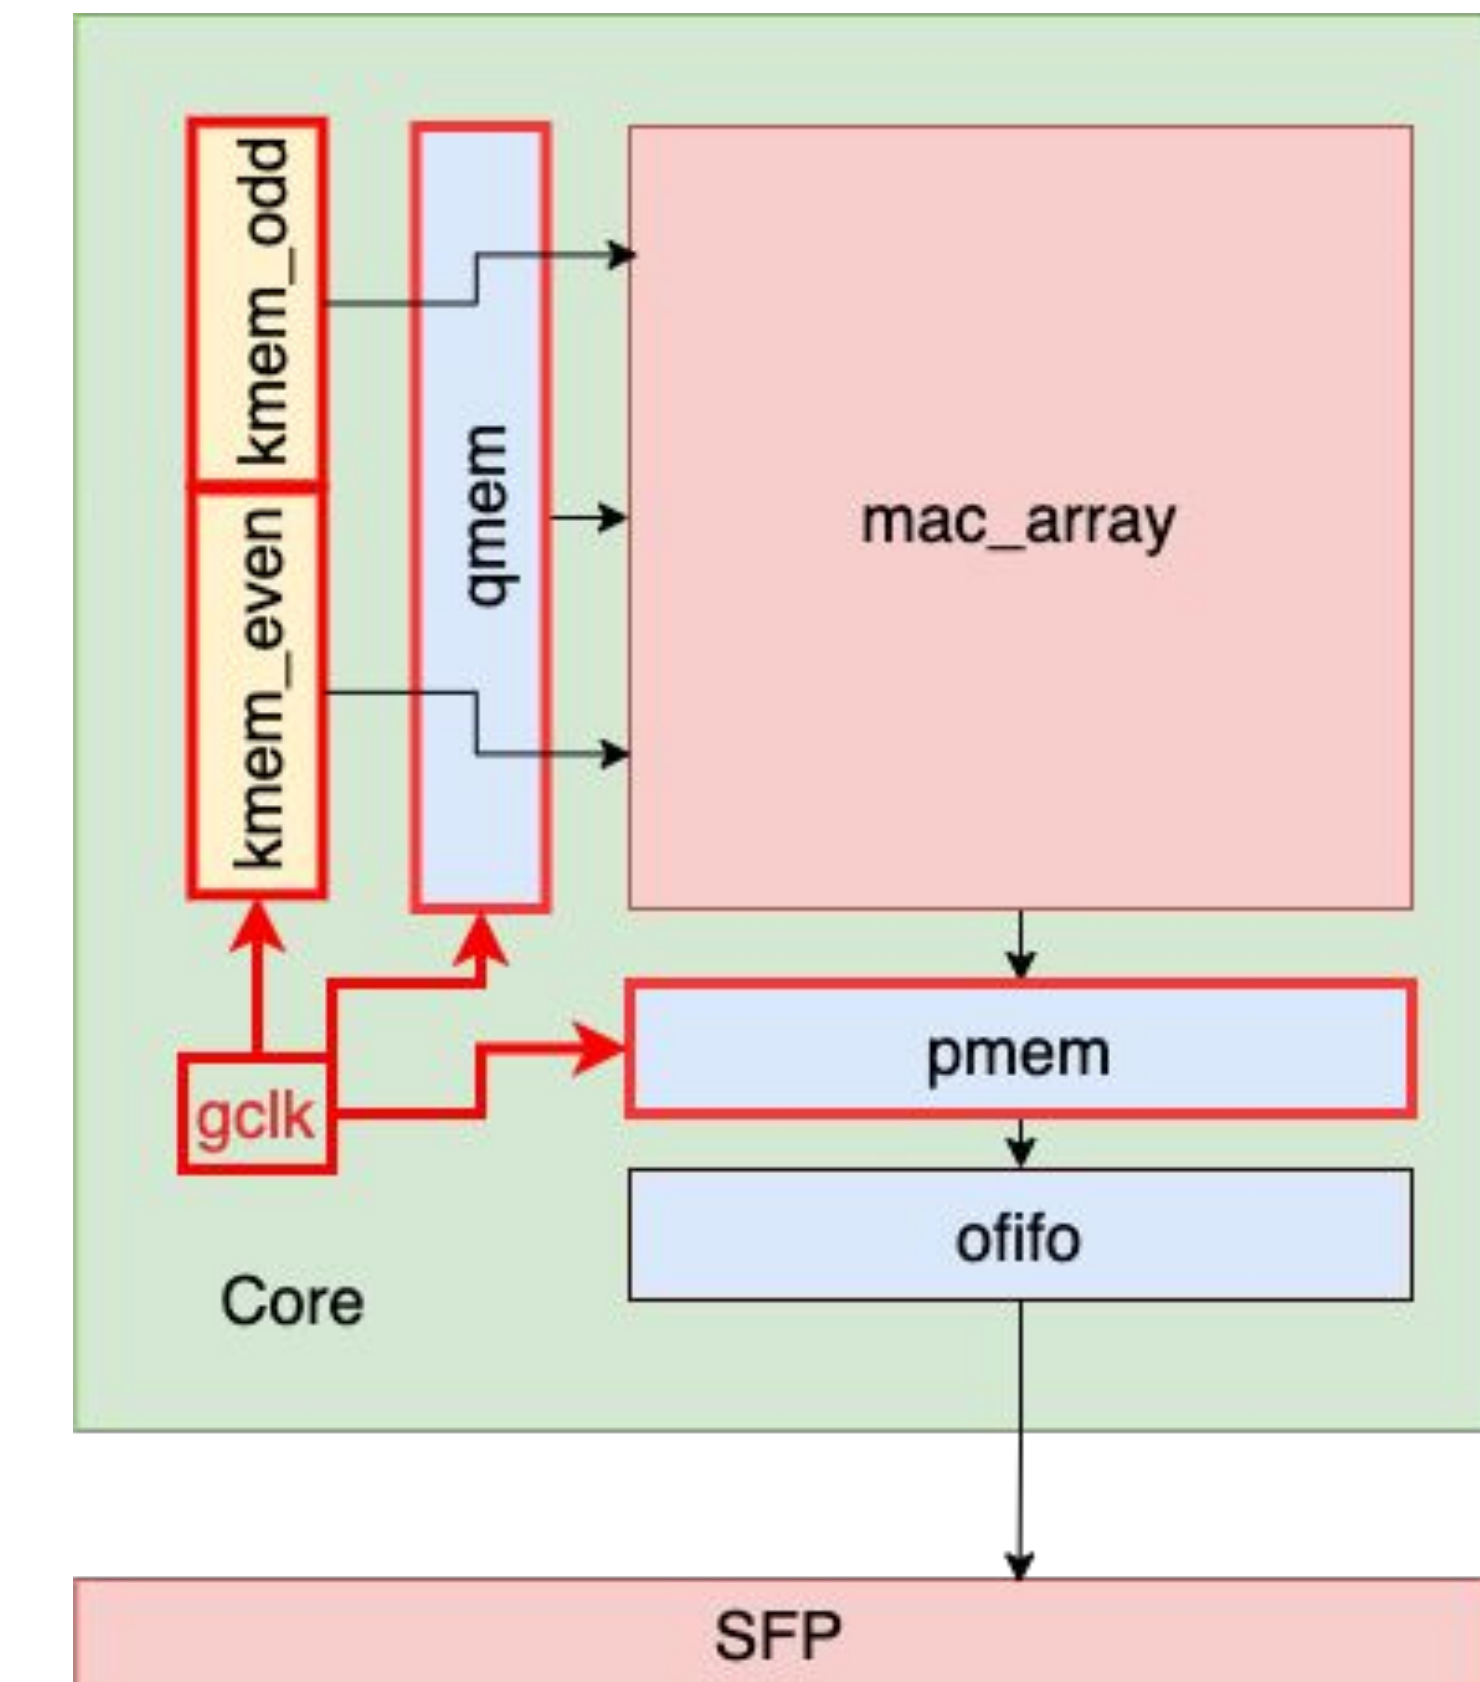 kmem_odd
kmem_even
qmem
mac_array
gclk
pmem
ofifo
Core
SFP